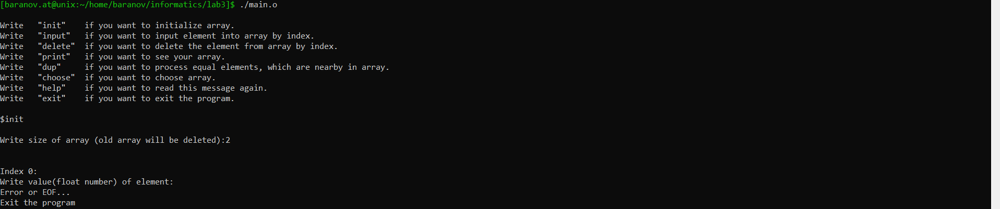 [baranov.at@unix:~/home/baranov/informatics/lab3]$ ./main.o
Write   "init"    if you want to initialize array.
Write   "input"   if you want to input element into array by index.
Write   "delete"  if you want to delete the element from array by index.
Write   "print"   if you want to see your array.
Write   "dup"     if you want to process equal elements, which are nearby in array.
Write   "choose"  if you want to choose array.
Write   "help"    if you want to read this message again.
Write   "exit"    if you want to exit the program.
$init
Write size of array (old array will be deleted):2
Index 0:
Write value(float number) of element:
Error or EOF...
Exit the program